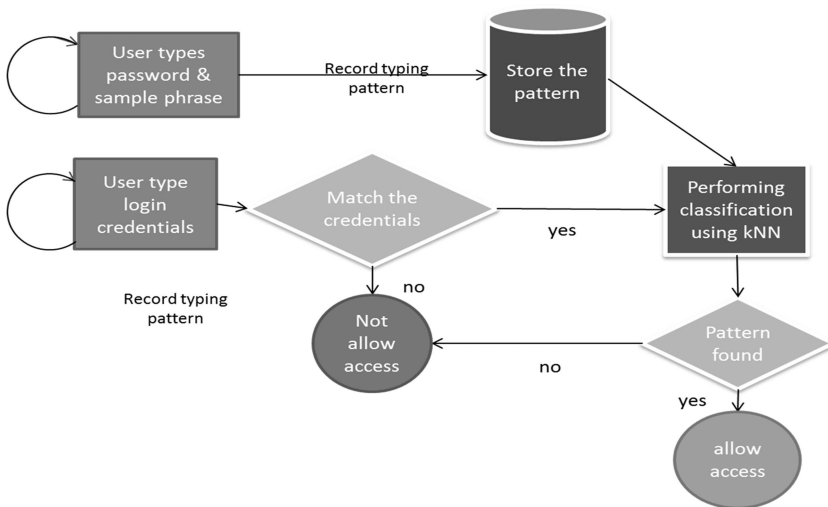 User types
password &
sample phrase
Record typing
pattern
Store the
pattern
User type
login
credentials
Match the
credentials
yes
Performing
classification
using kNN
Record typing
pattern
no
Not
allow
access
no
Pattern
found
yes
allow
access